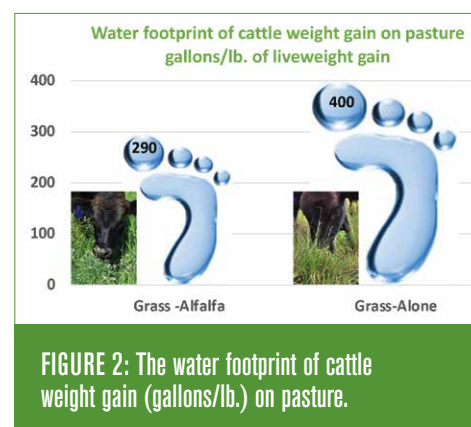 Water footprint of cattle weight gain on pasture
gallons/lb. of liveweight gain
400
300
200
100
0
290
400
Grass -Alfalfa
Grass-Alone
FIGURE 2: The water footprint of cattle
weight gain (gallons/lb.) on pasture.